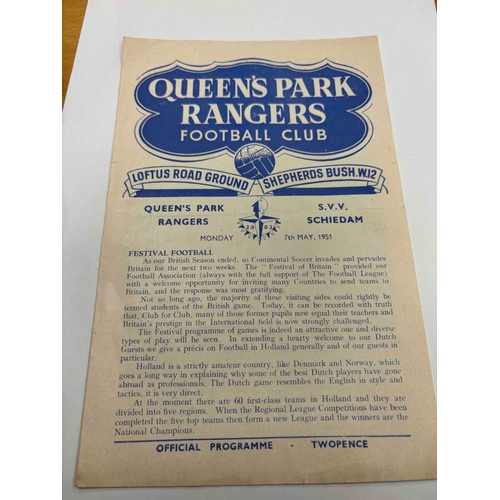 QUEEN'S PARK
RANGERS
FOOTBALL CLUB
LOFTUS ROAD GROUND SHEPHERDS BUSH.W.12
QUEEN'S PARK S.V.V.
RANGERS SCHIEDAM
MONDAY 7th MAY, 1951
FESTIVAL FOOTBALL
As our British Season ended, so Continental Soccer invades and pervades
Britain for the next two weeks. The "Festival of Britain" provided our
Football Association (always with the full support of The Football League)
with a welcome opportunity for inviting many Countries to send teams to
Britain, and the response was most gratifying.
Not so long ago, the majority of these visiting sides could rightly be
termed students of the British game. Today, it can be recorded with truth
that, Club for Club, many of those former pupils now equal their teachers and
Britain's prestige in the International field is now strongly challenged.
The Festival programme of games is indeed an attractive one and diverse
types of play will be seen. In extending a hearty welcome to our Dutch
Guests we give a précis on Football in Holland generally and of our guests in
particular.
Holland is a strictly amateur country, like Denmark and Norway, which
goes a long way in explaining why some of the best Dutch players have gone
abroad as professionals. The Dutch game resembles the English in style and
tactics, it is very direct.
At the moment there are 60 first-class teams in Holland and they are
divided into five regions. When the Regional League Competitions have been
completed the five top teams then form a new League and the winners are the
National Champions.
OFFICIAL PROGRAMME - TWOPENCE